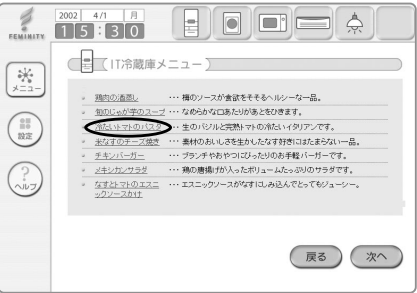 FEMINITY
2002 4/1 月
15:30
IT冷蔵庫メニュー
メニュー
設定
ヘルプ
鶏肉の酒蒸し ・・・ 梅のソースが食欲をそそるヘルシーな一品。
旬のじゃが芋のスープ ・・・ なめらかな口あたりがあとをひきます。
冷たいトマトのパスタ ・・・ 生のバジルと完熟トマトの冷たいイタリアンです。
米なすのチーズ焼き ・・・ 素材のおいしさを生かしたなす好きにはたまらない一品。
チキンバーガー ・・・ ブランチやおやつにぴったりのお手軽バーガーです。
メキシカンサラダ ・・・ 鶏の唐揚げが入ったボリュームたっぷりのサラダです。
なすとトマトのエスニ ・・・ エスニックソースがなすにしみ込んでとってもジューシー。
ックソースかけ
戻る
次へ